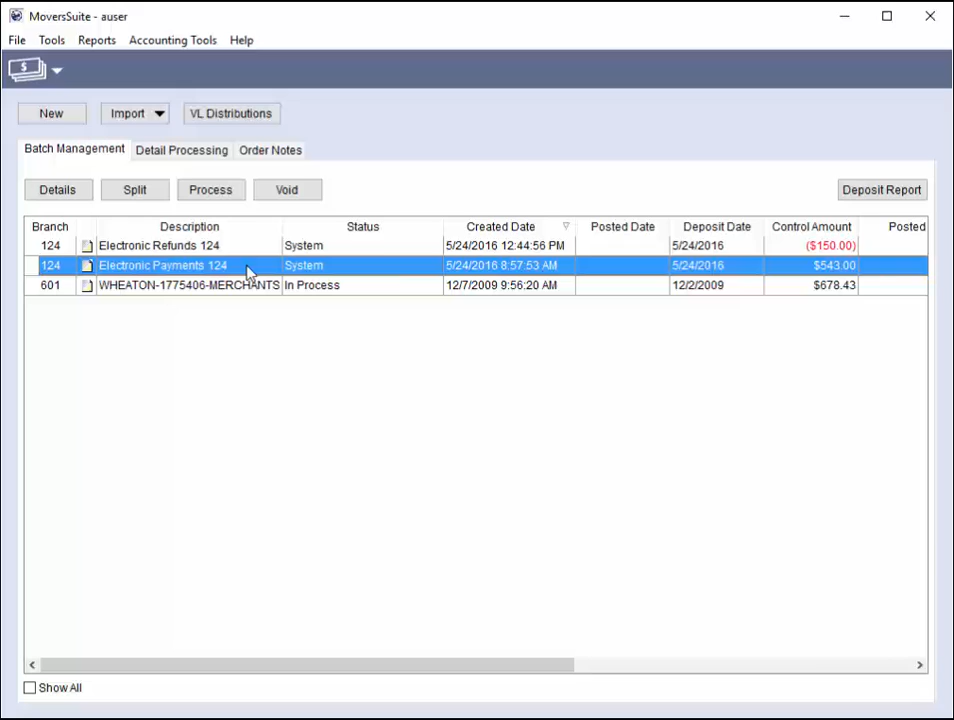 MoversSuite - auser
File Tools Reports Accounting Tools Help
$
New Import VL Distributions
Batch Management Detail Processing Order Notes
Details Split Process Void Deposit Report
Branch Description Status Created Date Posted Date Deposit Date Control Amount Posted
124 Electronic Refunds 124 System 5/24/2016 12:44:56 PM 5/24/2016 ($150.00)
124 Electronic Payments 124 System 5/24/2016 8:57:53 AM 5/24/2016 $543.00
601 WHEATON-1775406-MERCHANTS In Process 12/7/2009 9:56:20 AM 12/2/2009 $678.43
Show All